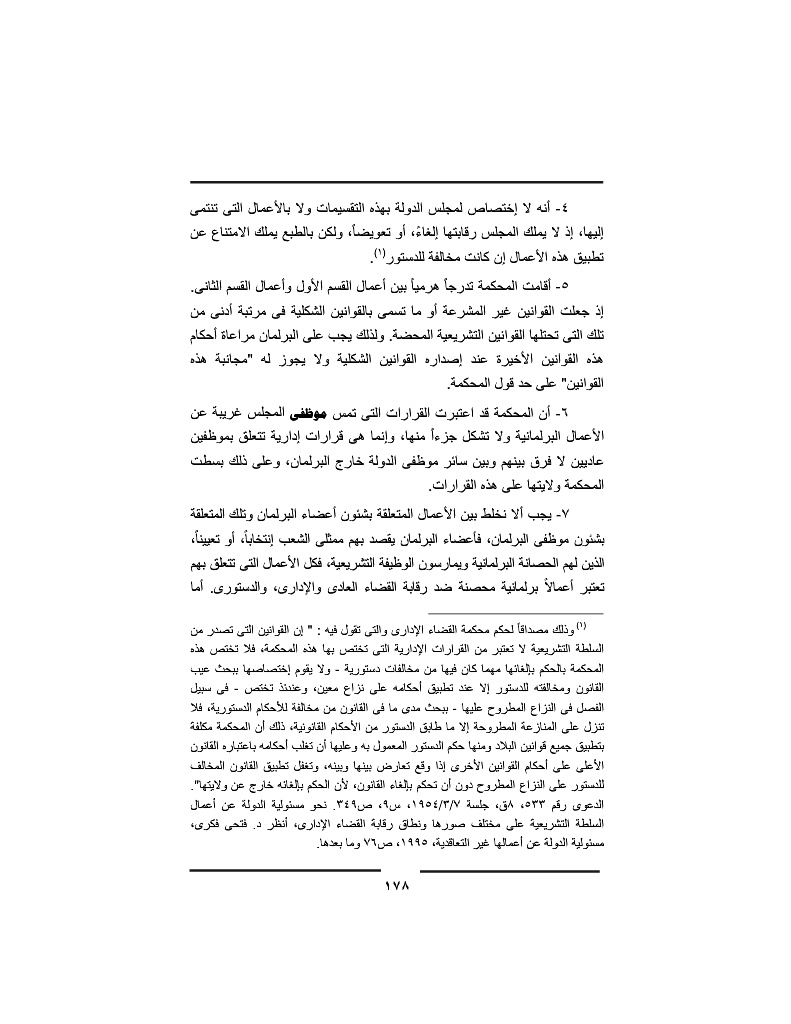 ٤- أنه لا إختصاص لمجلس الدولة بهذه التقسيمات ولا بالأعمال التى تنتمى
إليها، إذ لا يملك المجلس رقابتها إلغاءً، أو تعويضاً، ولكن بالطبع يملك الامتناع عن
تطبيق هذه الأعمال إن كانت مخالفة للدستور(١).
٥- أقامت المحكمة تدرجاً هرمياً بين أعمال القسم الأول وأعمال القسم الثانى.
إذ جعلت القوانين غير المشرعة أو ما تسمى بالقوانين الشكلية فى مرتبة أدنى من
تلك التى تحتلها القوانين التشريعية المحضة. ولذلك يجب على البرلمان مراعاة أحكام
هذه القوانين الأخيرة عند إصداره القوانين الشكلية ولا يجوز له "مجانبة هذه
القوانين" على حد قول المحكمة.
٦- أن المحكمة قد اعتبرت القرارات التى تمس موظفى المجلس غريبة عن
الأعمال البرلمانية ولا تشكل جزءاً منها، وإنما هى قرارات إدارية تتعلق بموظفين
عاديين لا فرق بينهم وبين سائر موظفى الدولة خارج البرلمان، وعلى ذلك بسطت
المحكمة ولايتها على هذه القرارات.
٧- يجب ألا نخلط بين الأعمال المتعلقة بشئون أعضاء البرلمان وتلك المتعلقة
بشئون موظفى البرلمان، فأعضاء البرلمان يقصد بهم ممثلى الشعب إنتخاباً، أو تعييناً،
الذين لهم الحصانة البرلمانية ويمارسون الوظيفة التشريعية، فكل الأعمال التى تتعلق بهم
تعتبر أعمالاً برلمانية محصنة ضد رقابة القضاء العادى والإدارى، والدستورى. أما
(١) وذلك مصداقاً لحكم محكمة القضاء الإدارى والتى تقول فيه : " إن القوانين التى تصدر من
السلطة التشريعية لا تعتبر من القرارات الإدارية التى تختص بها هذه المحكمة، فلا تختص هذه
المحكمة بالحكم بإلغائها مهما كان فيها من مخالفات دستورية - ولا يقوم إختصاصها ببحث عيب
القانون ومخالفته للدستور إلا عند تطبيق أحكامه على نزاع معين، وعندئذ تختص - فى سبيل
الفصل فى النزاع المطروح عليها - ببحث مدى ما فى القانون من مخالفة للأحكام الدستورية، فلا
تنزل على المنازعة المطروحة إلا ما طابق الدستور من الأحكام القانونية، ذلك أن المحكمة مكلفة
بتطبيق جميع قوانين البلاد ومنها حكم الدستور المعمول به وعليها أن تغلب أحكامه باعتباره القانون
الأعلى على أحكام القوانين الأخرى إذا وقع تعارض بينها وبينه، وتغفل تطبيق القانون المخالف
للدستور على النزاع المطروح دون أن تحكم بإلغاء القانون، لأن الحكم بإلغائه خارج عن ولايتها".
الدعوى رقم ٥٣٣، ٨ق، جلسة ١٩٥٤/٣/٧، س٩، ص٣٤٩. نحو مسئولية الدولة عن أعمال
السلطة التشريعية على مختلف صورها ونطاق رقابة القضاء الإدارى، أنظر د. فتحى فكرى،
مسئولية الدولة عن أعمالها غير التعاقدية، ١٩٩٥، ص٧٦ وما بعدها.
١٧٨